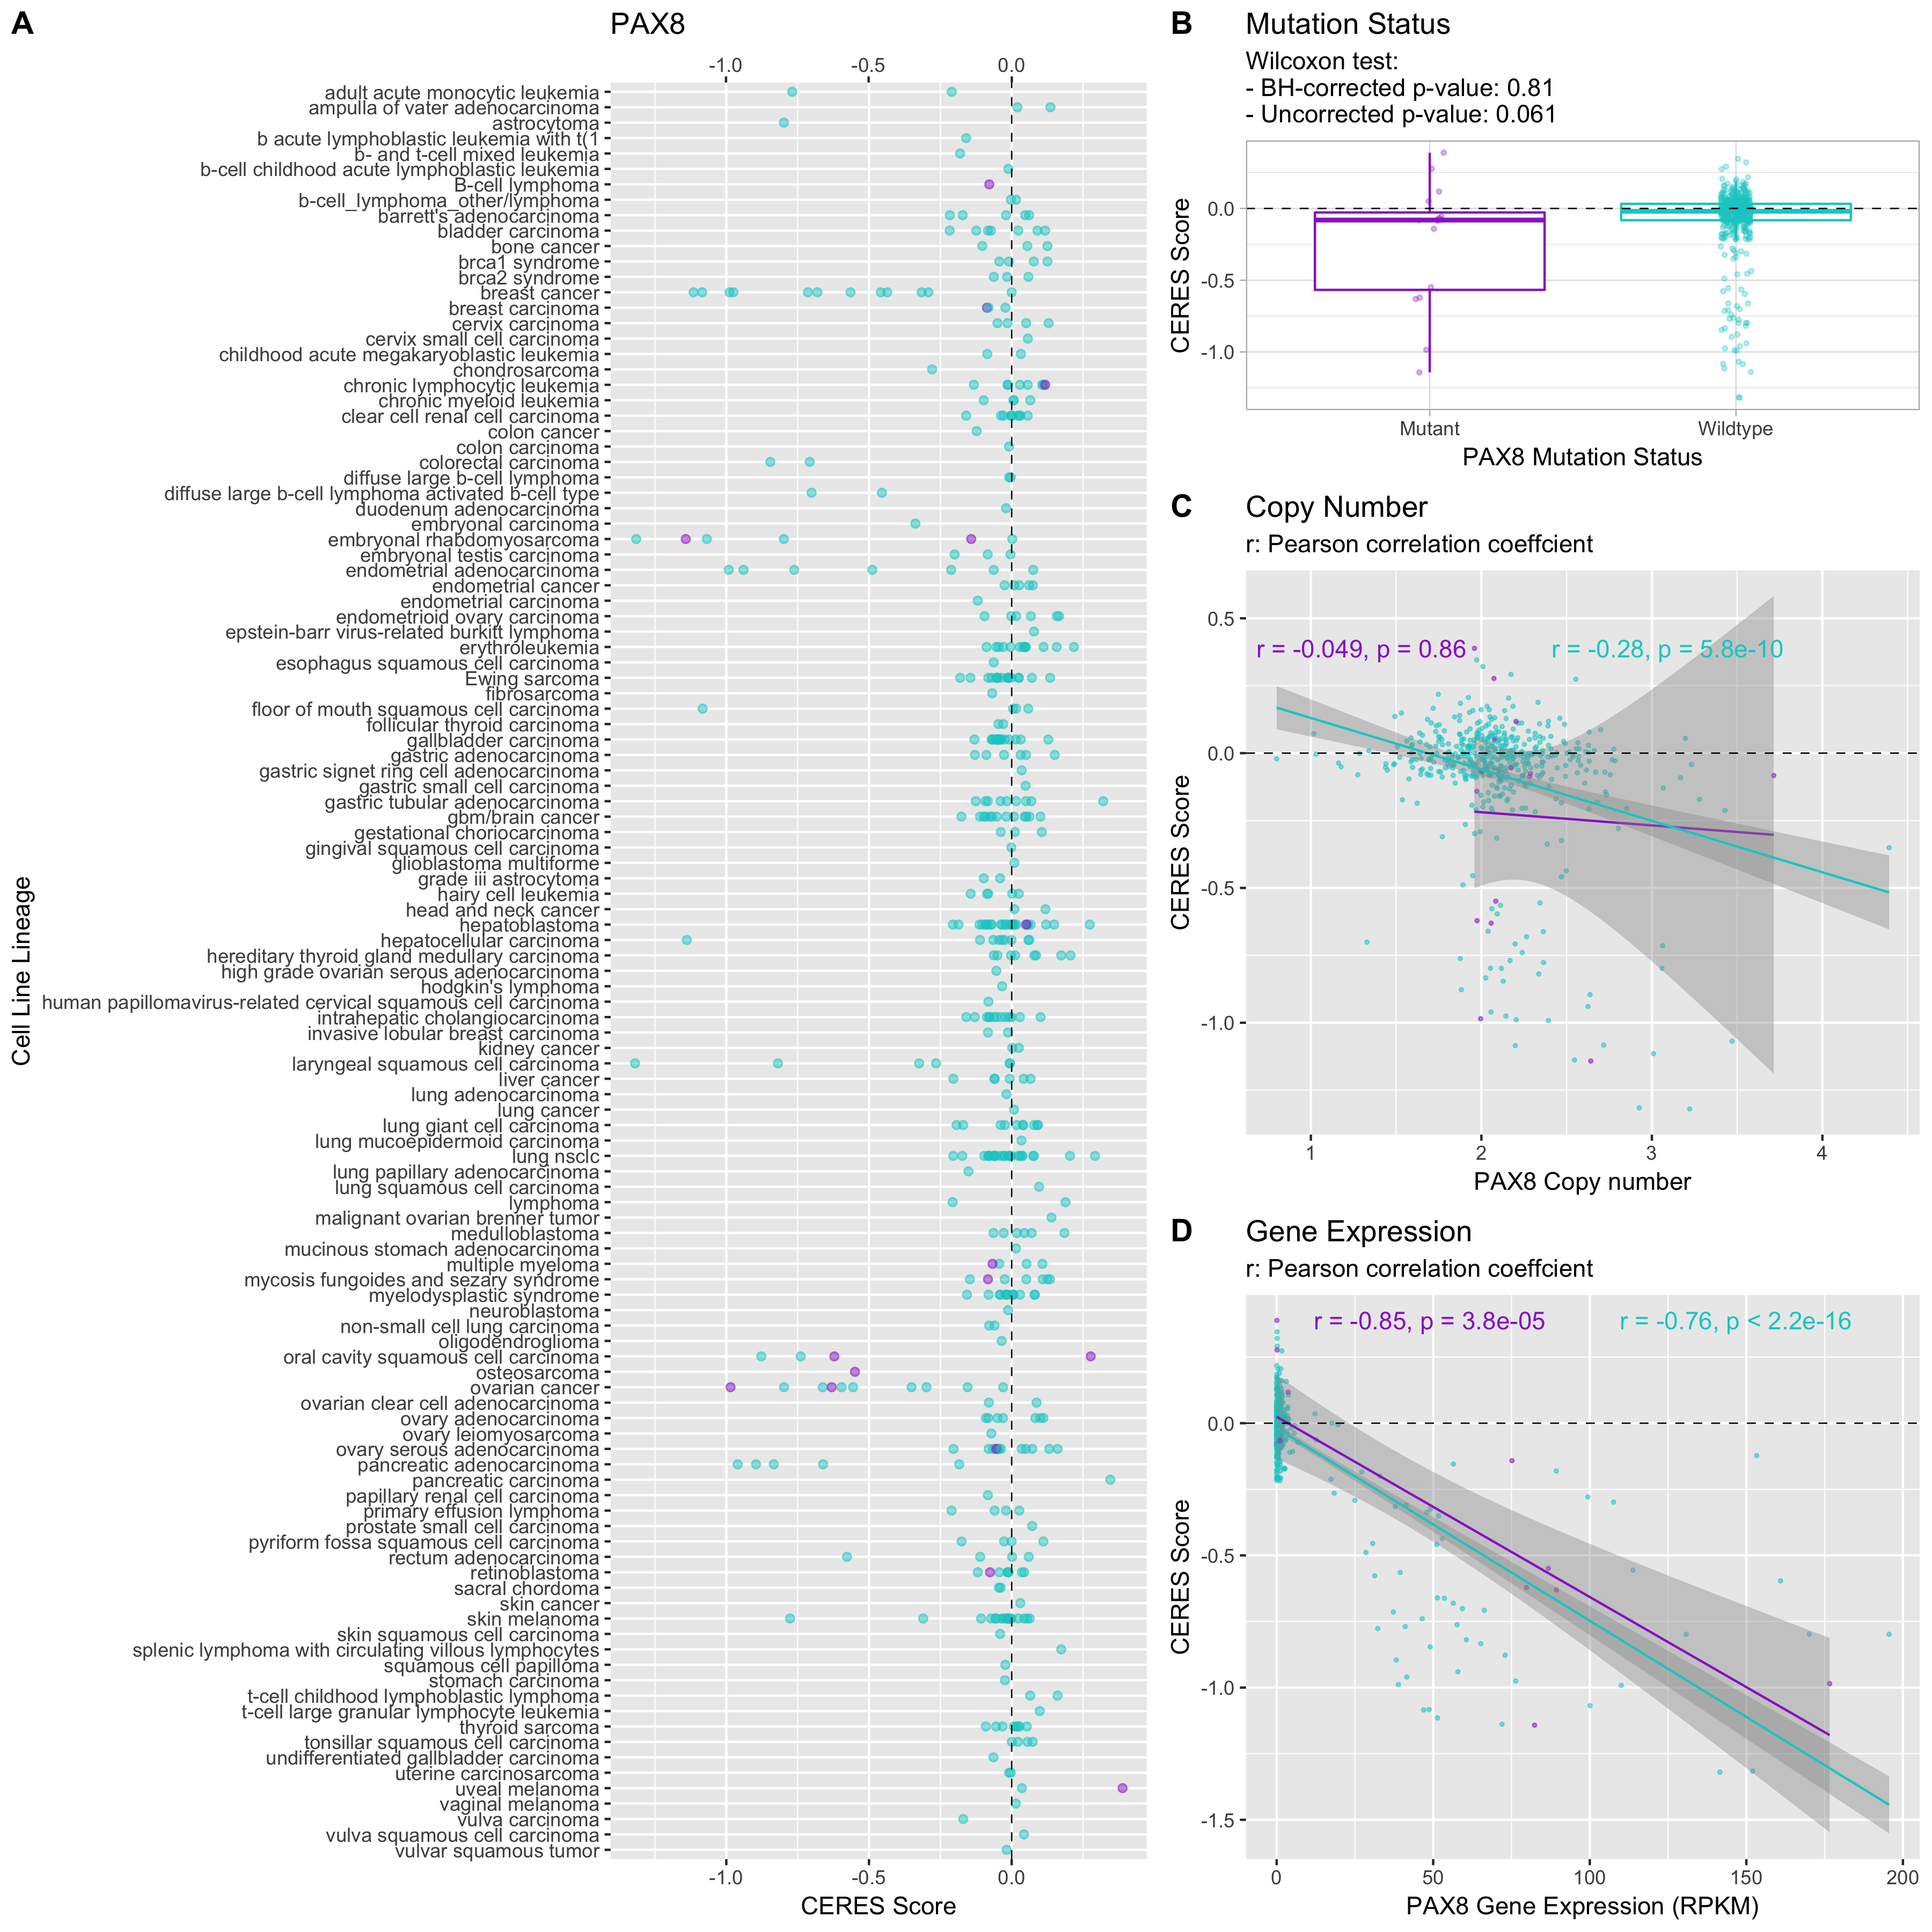 A
PAX8
-1.0 -0.5 0.0
Cell Line Lineage
adult acute monocytic leukemia
ampulla of vater adenocarcinoma
astrocytoma
b acute lymphoblastic leukemia with t(1
b- and t-cell mixed leukemia
b-cell childhood acute lymphoblastic leukemia
B-cell lymphoma
b-cell_lymphoma_other/lymphoma
barrett's adenocarcinoma
bladder carcinoma
bone cancer
brca1 syndrome
brca2 syndrome
breast cancer
breast carcinoma
cervix carcinoma
cervix small cell carcinoma
childhood acute megakaryoblastic leukemia
chondrosarcoma
chronic lymphocytic leukemia
chronic myeloid leukemia
clear cell renal cell carcinoma
colon cancer
colon carcinoma
colorectal carcinoma
diffuse large b-cell lymphoma
diffuse large b-cell lymphoma activated b-cell type
duodenum adenocarcinoma
embryonal carcinoma
embryonal rhabdomyosarcoma
embryonal testis carcinoma
endometrial adenocarcinoma
endometrial cancer
endometrial carcinoma
endometrioid ovary carcinoma
epstein-barr virus-related burkitt lymphoma
erythroleukemia
esophagus squamous cell carcinoma
Ewing sarcoma
fibrosarcoma
floor of mouth squamous cell carcinoma
follicular thyroid carcinoma
gallbladder carcinoma
gastric adenocarcinoma
gastric signet ring cell adenocarcinoma
gastric small cell carcinoma
gastric tubular adenocarcinoma
gbm/brain cancer
gestational choriocarcinoma
gingival squamous cell carcinoma
glioblastoma multiforme
grade iii astrocytoma
hairy cell leukemia
head and neck cancer
hepatoblastoma
hepatocellular carcinoma
hereditary thyroid gland medullary carcinoma
high grade ovarian serous adenocarcinoma
hodgkin's lymphoma
human papillomavirus-related cervical squamous cell carcinoma
intrahepatic cholangiocarcinoma
invasive lobular breast carcinoma
kidney cancer
laryngeal squamous cell carcinoma
liver cancer
lung adenocarcinoma
lung cancer
lung giant cell carcinoma
lung mucoepidermoid carcinoma
lung nsclc
lung papillary adenocarcinoma
lung squamous cell carcinoma
lymphoma
malignant ovarian brenner tumor
medulloblastoma
mucinous stomach adenocarcinoma
multiple myeloma
mycosis fungoides and sezary syndrome
myelodysplastic syndrome
neuroblastoma
non-small cell lung carcinoma
oligodendroglioma
oral cavity squamous cell carcinoma
osteosarcoma
ovarian cancer
ovarian clear cell adenocarcinoma
ovary adenocarcinoma
ovary leiomyosarcoma
ovary serous adenocarcinoma
pancreatic adenocarcinoma
pancreatic carcinoma
papillary renal cell carcinoma
primary effusion lymphoma
prostate small cell carcinoma
pyriform fossa squamous cell carcinoma
rectum adenocarcinoma
retinoblastoma
sacral chordoma
skin cancer
skin melanoma
skin squamous cell carcinoma
splenic lymphoma with circulating villous lymphocytes
squamous cell papilloma
stomach carcinoma
t-cell childhood lymphoblastic lymphoma
t-cell large granular lymphocyte leukemia
thyroid sarcoma
tonsillar squamous cell carcinoma
undifferentiated gallbladder carcinoma
uterine carcinosarcoma
uveal melanoma
vaginal melanoma
vulva carcinoma
vulva squamous cell carcinoma
vulvar squamous tumor
-1.0 -0.5 0.0
CERES Score
B
Mutation Status
Wilcoxon test:
- BH-corrected p-value: 0.81
- Uncorrected p-value: 0.061
CERES Score
0.0
-0.5
-1.0
Mutant Wildtype
PAX8 Mutation Status
C
Copy Number
r: Pearson correlation coeffcient
CERES Score
0.5
r = -0.049, p = 0.86 r = -0.28, p = 5.8e-10
0.0
-0.5
-1.0
1 2 3 4
PAX8 Copy number
D
Gene Expression
r: Pearson correlation coeffcient
CERES Score
r = -0.85, p = 3.8e-05 r = -0.76, p < 2.2e-16
0.0
-0.5
-1.0
-1.5
0 50 100 150 200
PAX8 Gene Expression (RPKM)